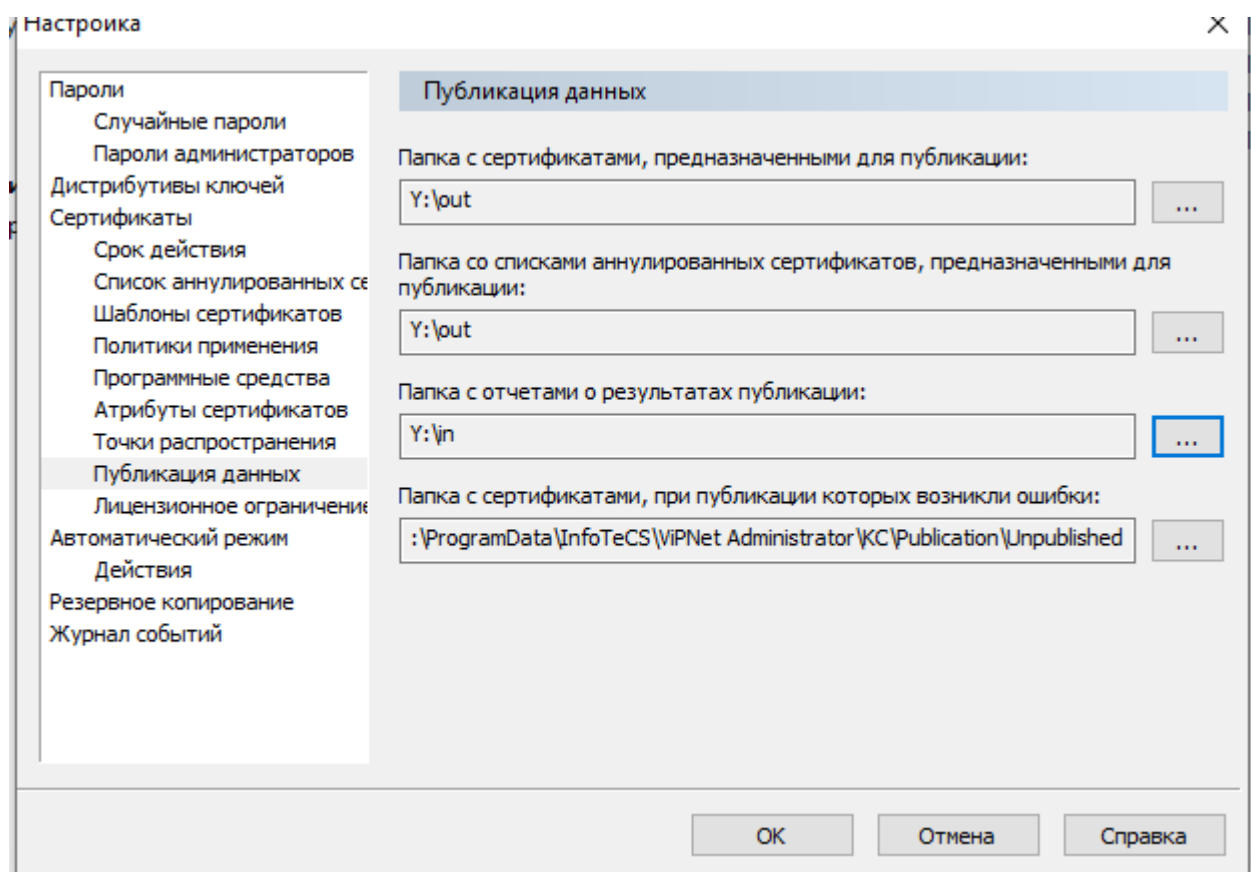 Настройка
Пароли
Случайные пароли
Пароли администраторов
Дистрибутивы ключей
Сертификаты
Срок действия
Список аннулированных се
Шаблоны сертификатов
Политики применения
Программные средства
Атрибуты сертификатов
Точки распространения
Публикация данных
Лицензионное ограничение
Автоматический режим
Действия
Резервное копирование
Журнал событий
Публикация данных
Папка с сертификатами, предназначенными для публикации:
Y:\out
...
Папка со списками аннулированных сертификатов, предназначенными для
публикации:
Y:\out
...
Папка с отчетами о результатах публикации:
Y:\in
...
Папка с сертификатами, при публикации которых возникли ошибки:
:\ProgramData\InfoTeCS\ViPNet Administrator\KC\Publication\Unpublished
...
OK
Отмена
Справка